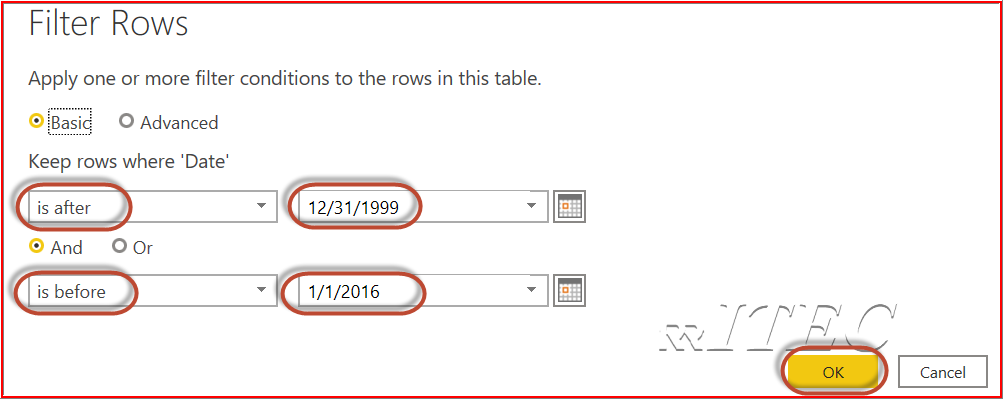 Filter Rows
Apply one or more filter conditions to the rows in this table.
Basic Advanced
Keep rows where 'Date'
is after 12/31/1999
And Or
is before 1/1/2016
RRITEC
OK Cancel